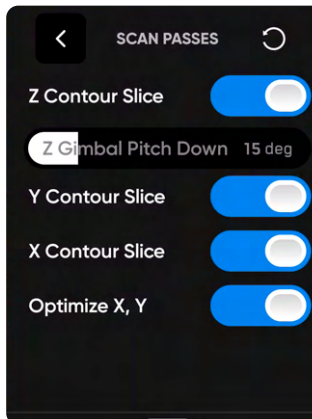 SCAN PASSES
Z Contour Slice
Z Gimbal Pitch Down 15 deg
Y Contour Slice
X Contour Slice
Optimize X, Y